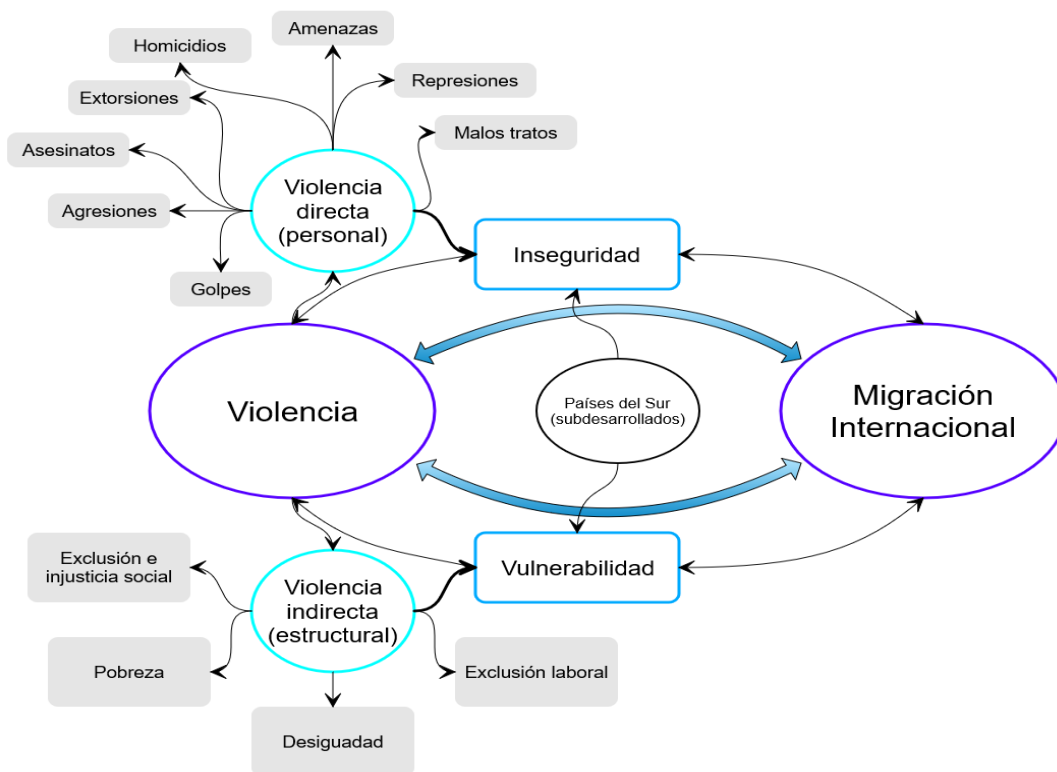 Amenazas
Homicidios
Represiones
Extorsiones
Malos tratos
Asesinatos
Agresiones
Golpes
Violencia
directa
(personal)
Inseguridad
Violencia
Países del Sur
(subdesarrollados)
Migración
Internacional
Exclusión e
injusticia social
Violencia
indirecta
(estructural)
Vulnerabilidad
Pobreza
Exclusión laboral
Desiguadad